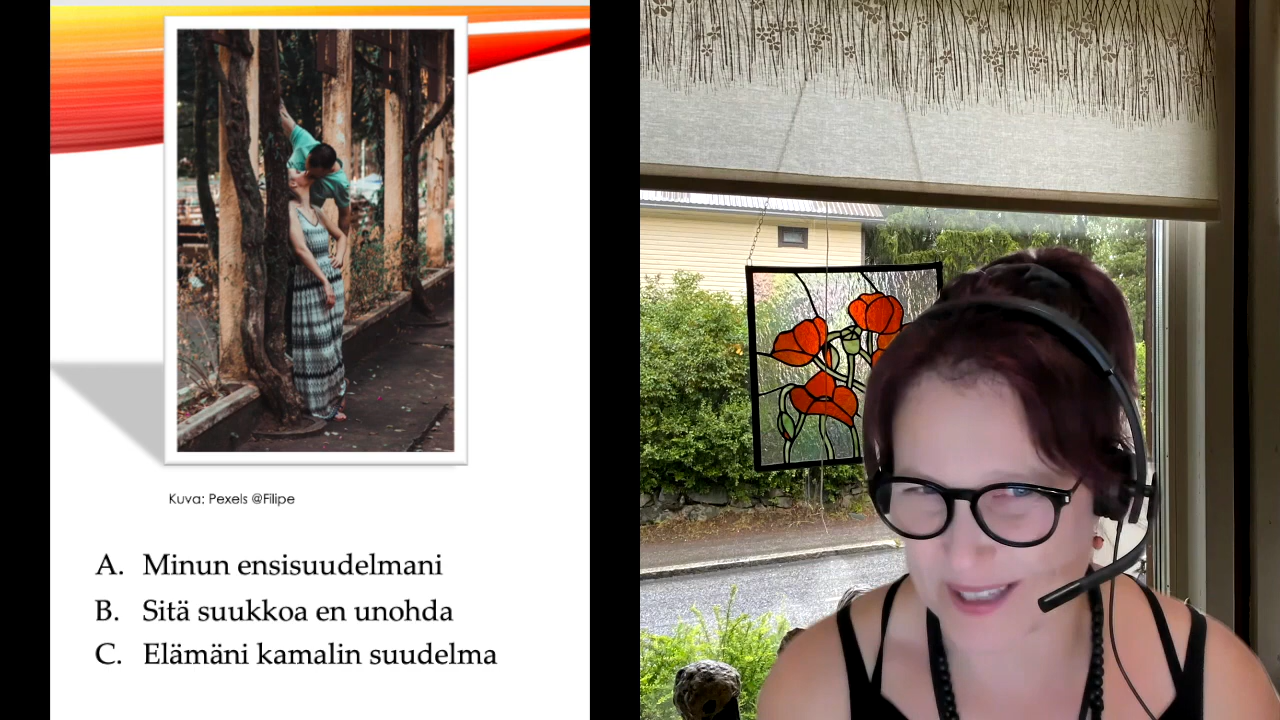 Kuva: Pexels @Filipe
A. Minun ensisuudelmani
B. Sitä suukkoa en unohda
C. Elämäni kamalin suudelma